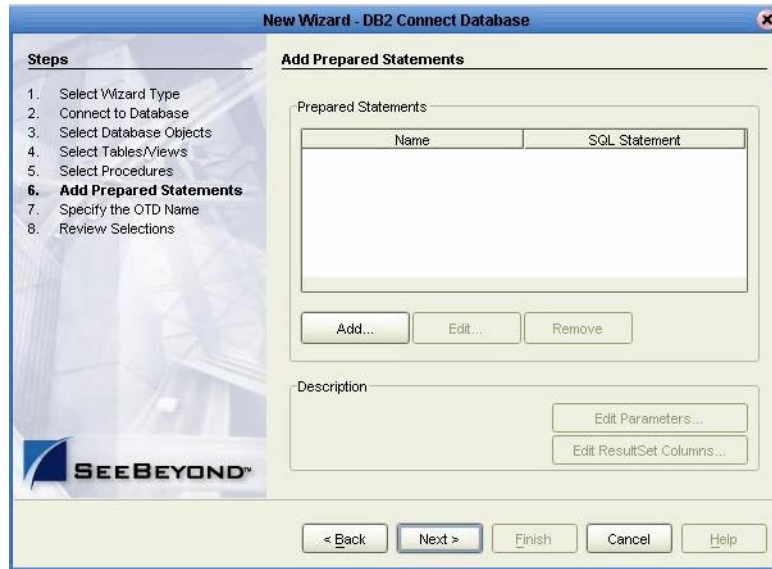 New Wizard - DB2 Connect Database
Steps
1. Select Wizard Type
2. Connect to Database
3. Select Database Objects
4. Select Tables/Views
5. Select Procedures
6. Add Prepared Statements
7. Specify the OTD Name
8. Review Selections
SEEBEYOND™
Add Prepared Statements
Prepared Statements
Name SQL Statement
Add... Edit... Remove
Description
Edit Parameters...
Edit ResultSet Columns...
< Back Next > Finish Cancel Help